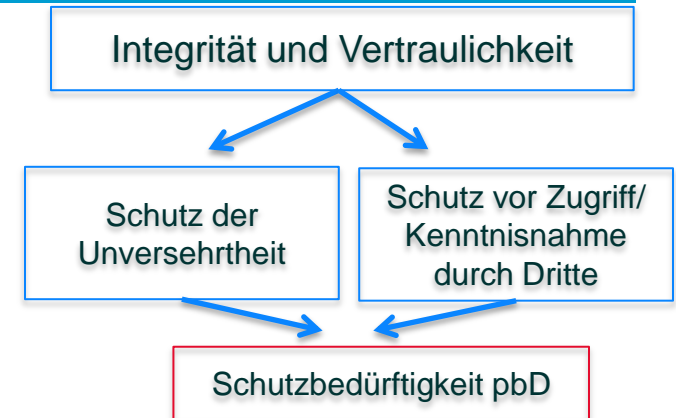 Integrität und Vertraulichkeit
Schutz der
Unversehrtheit
Schutz vor Zugriff/
Kenntnisnahme
durch Dritte
Schutzbedürftigkeit pbD